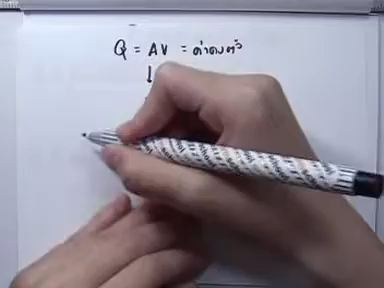 Q = AV = ค่าคงตัว
↓